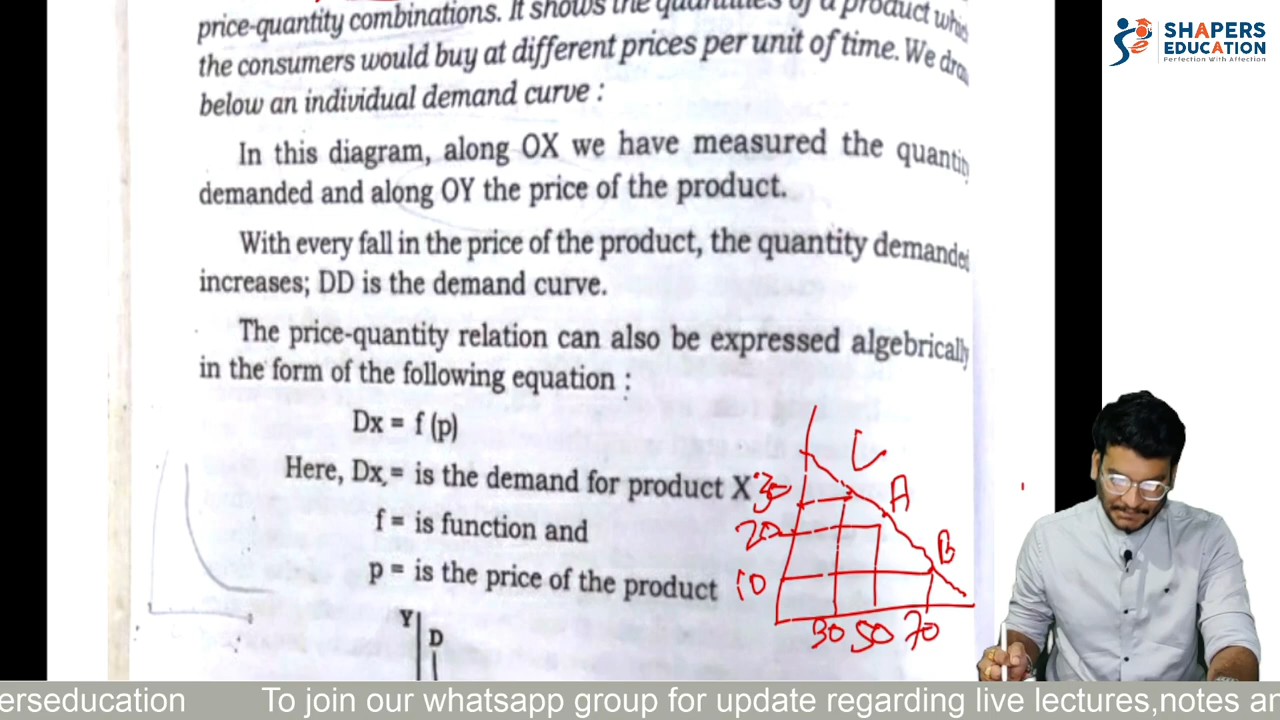 price-quantity combinations. It shows the quantities of a product
the consumers would buy at different prices per unit of time. We
below an individual demand curve :
In this diagram, along OX we have measured the
demanded and along OY the price of the product.
With every fall in the price of the product, the quantity demanded
increases; DD is the demand curve.
The price-quantity relation can also be expressed algebrically
in the form of the following equation :
Dx = f (p)
Here, Dx = is the demand for product X
f = is function and
p = is the price of the product
Y
D
C
A
B
30
20
10
30 50 70
SHAPERS
EDUCATION
Perfection With Affection
erseducation To join our whatsapp group for update regarding live lectures,notes an